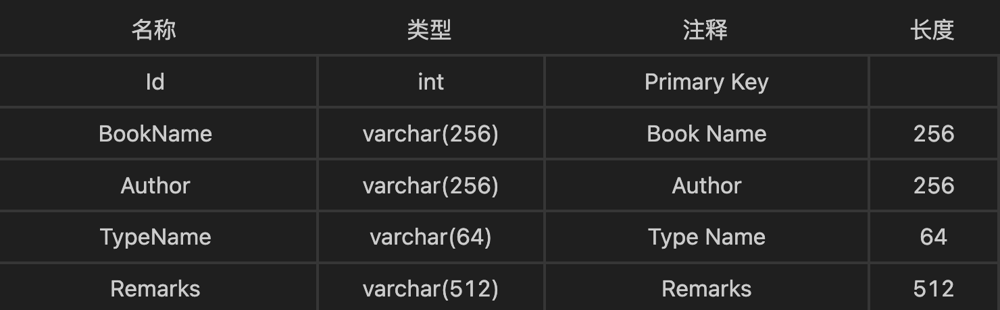 名称 类型 注释 长度
Id int Primary Key
BookName varchar(256) Book Name 256
Author varchar(256) Author 256
TypeName varchar(64) Type Name 64
Remarks varchar(512) Remarks 512